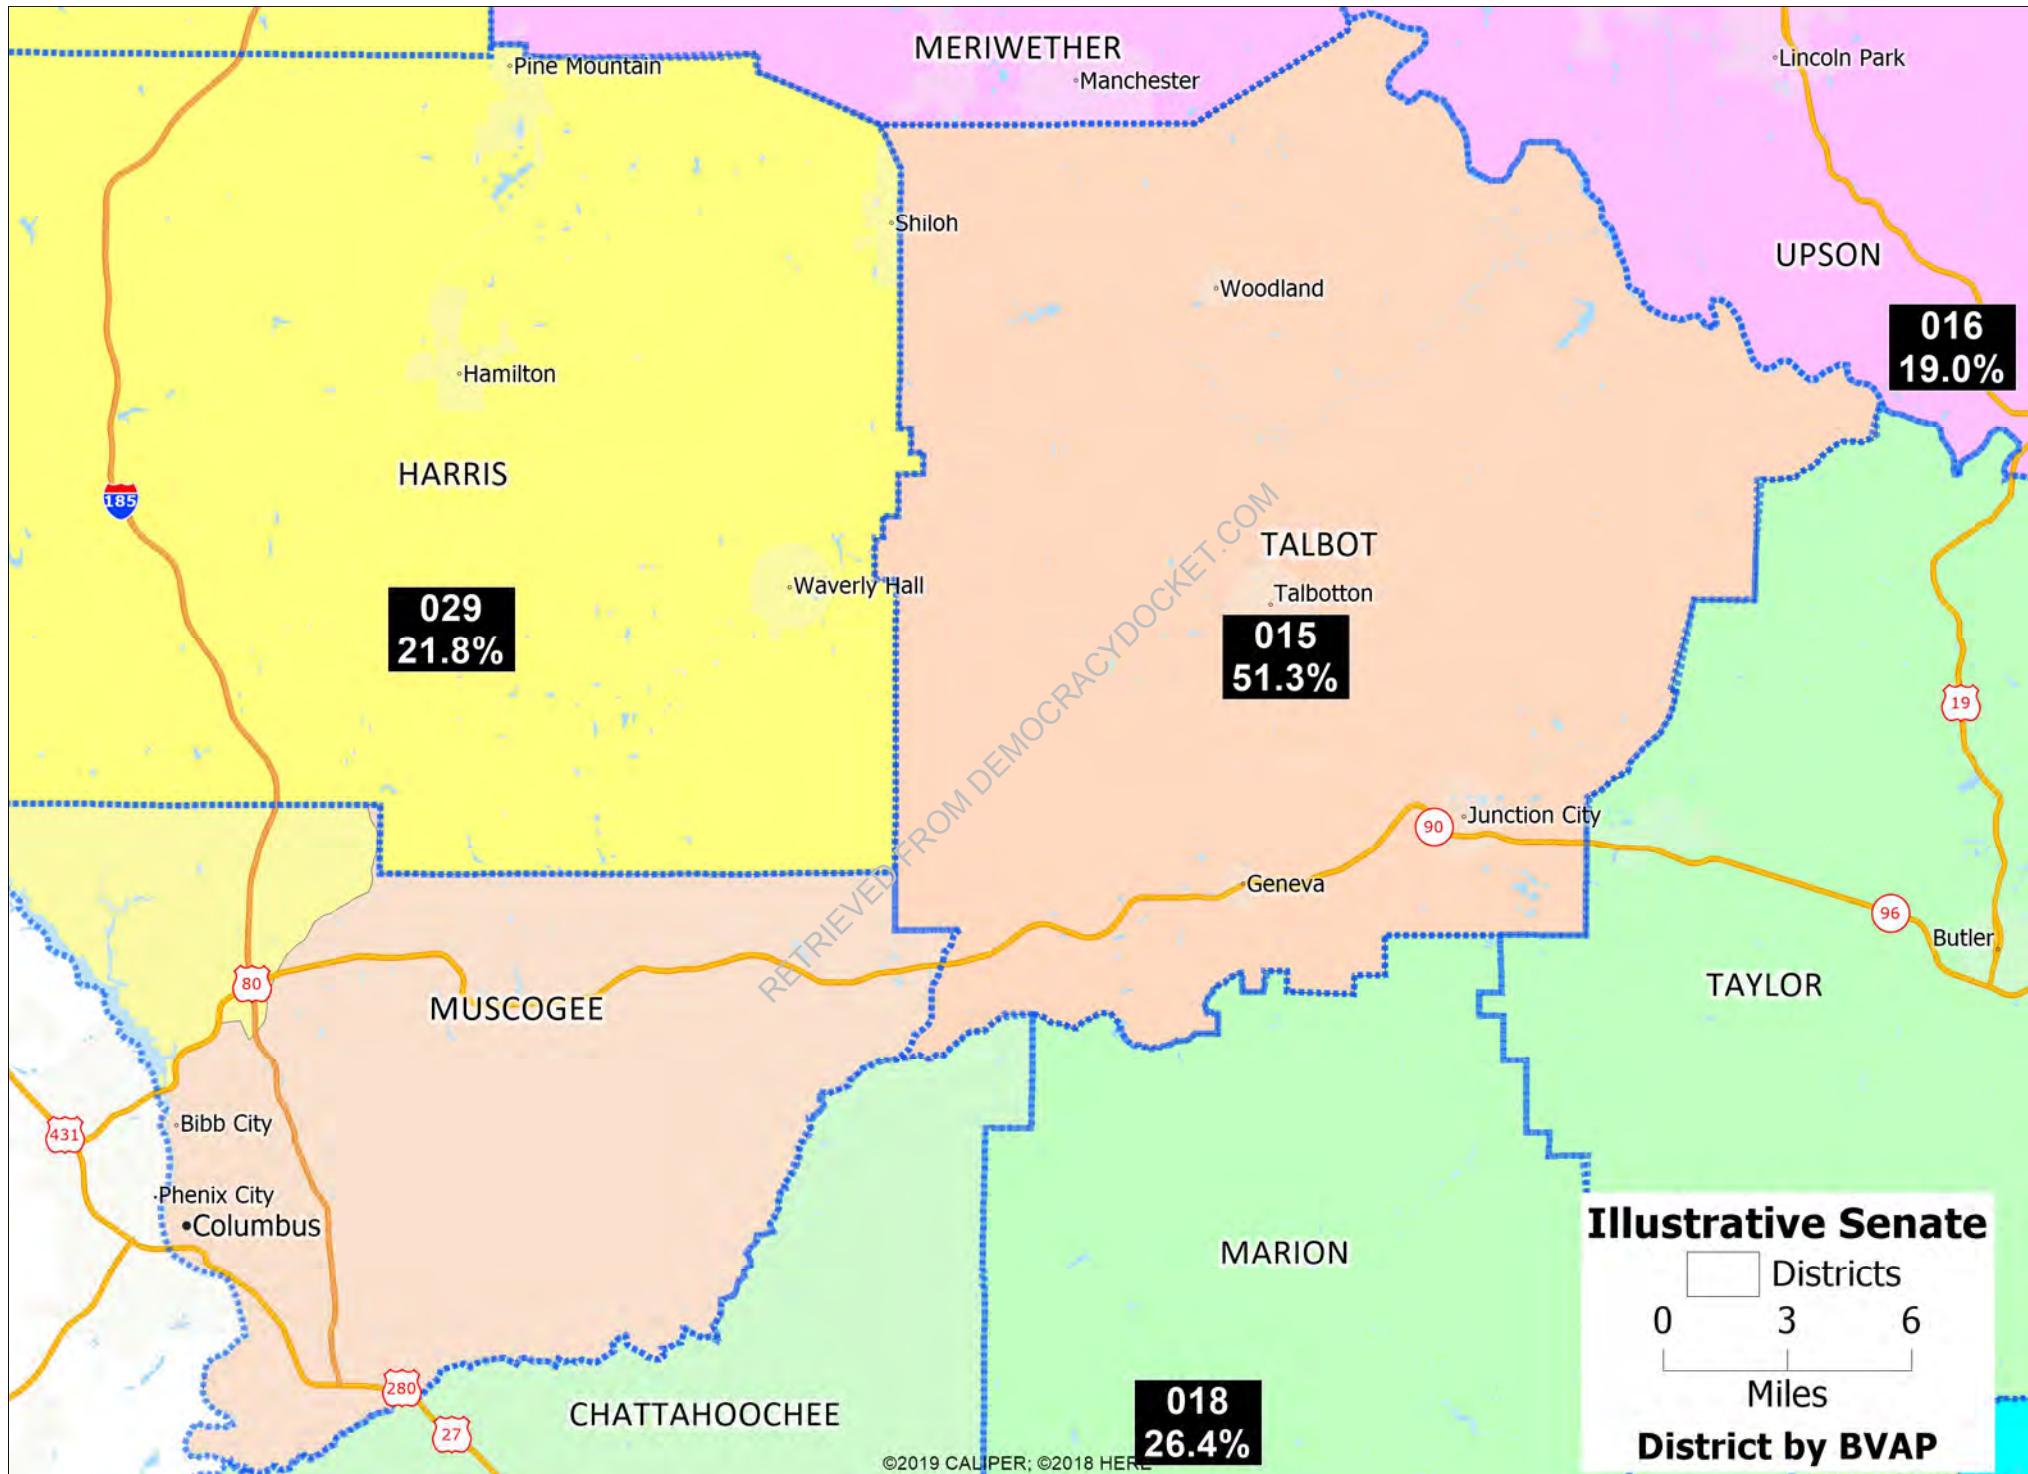 MERIWETHER
Lincoln Park
Pine Mountain
Manchester
Shiloh
UPSON
Woodland
016
19.0%
Hamilton
HARRIS
185
TALBOT
Waverly Hall
Talbotton
029
21.8%
015
51.3%
19
90
Junction City
Geneva
96
Butler
80
MUSCOGEE
TAYLOR
RETRIEVED FROM DEMOCRACYDOCKET.COM
Bibb City
431
Phenix City
Columbus
MARION
Illustrative Senate
Districts
0 3 6
Miles
District by BVAP
280
27
CHATTAHOOCHEE
018
26.4%
©2019 CALIPER; ©2018 HERE